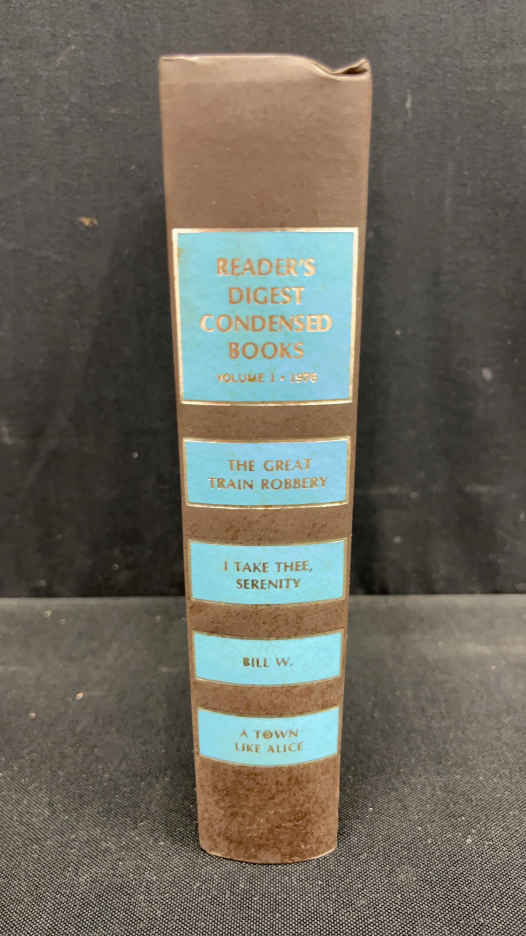 READER'S
DIGEST
CONDENSED
BOOKS
VOLUME 1 • 1976
THE GREAT
TRAIN ROBBERY
I TAKE THEE,
SERENITY
BILL W.
A TOWN
LIKE ALICE